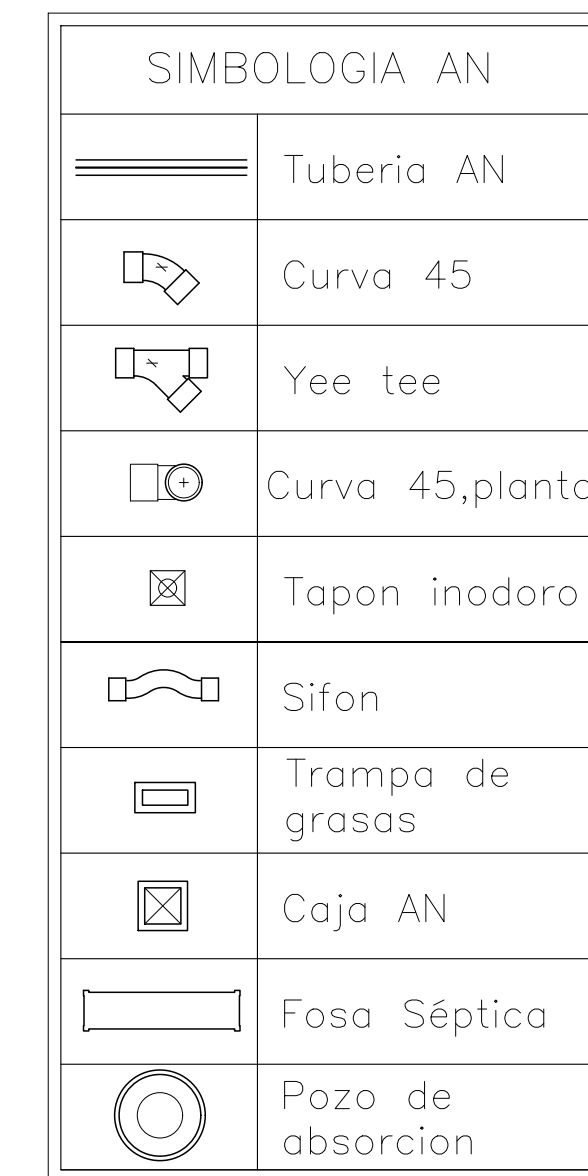 SIMBOLOGIA AN
Tuberia AN
Curva 45
Yee tee
Curva 45,planta
Tapon inodoro
Sifon
Trampa de
grasas
Caja AN
Fosa Séptica
Pozo de
absorcion